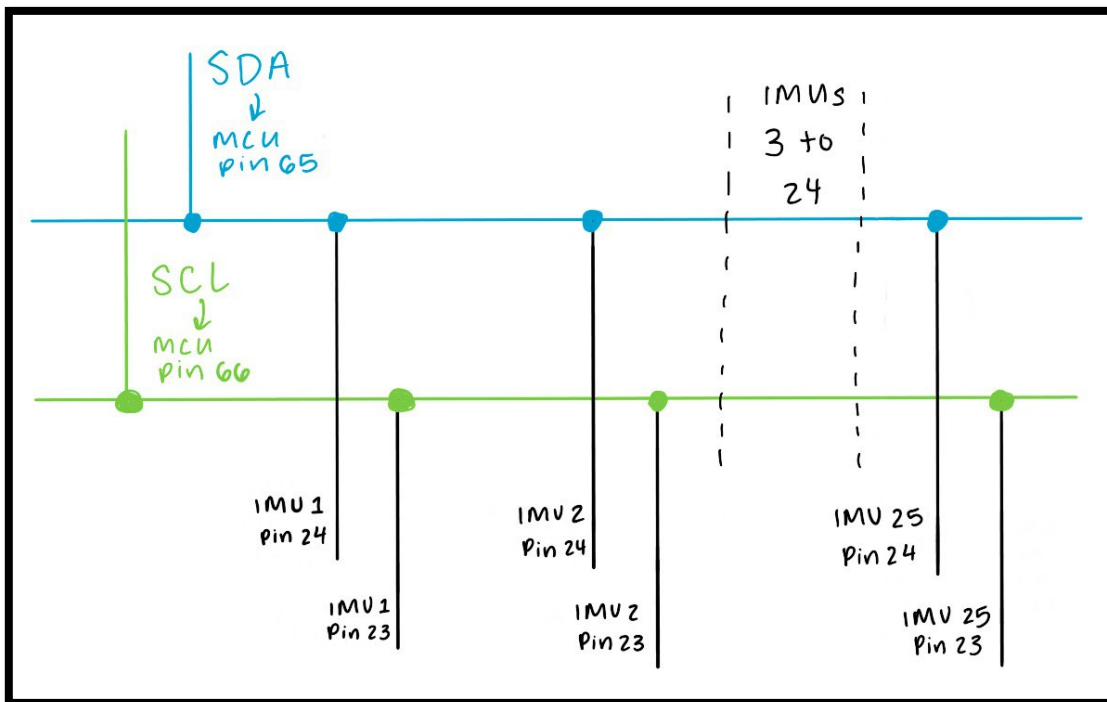 SDA
mcu
pin 65
SCL
mcu
pin 66
IMUs
3 to
24
IMU 1
Pin 24
IMU 1
Pin 23
IMU 2
Pin 24
IMU 2
Pin 23
IMU 25
Pin 24
IMU 25
Pin 23